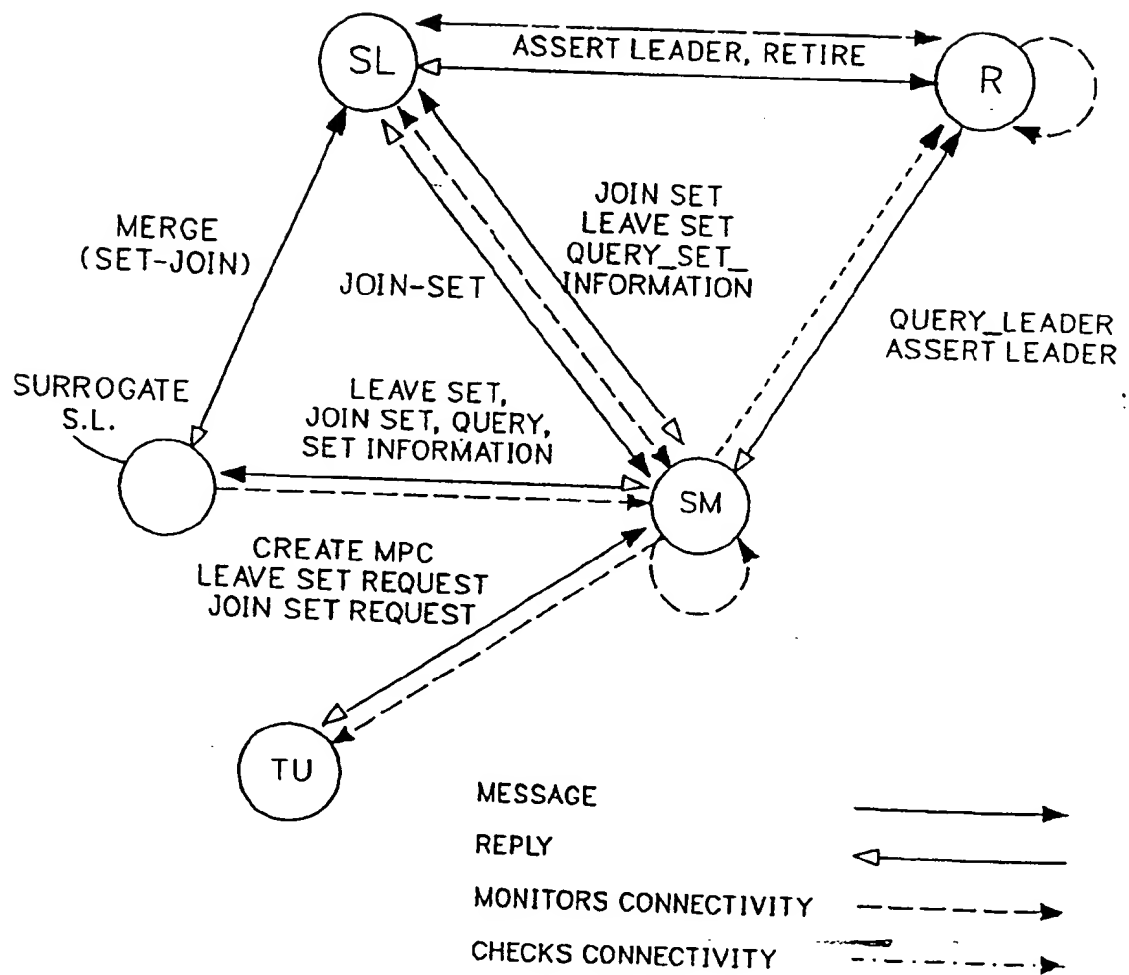 SL
ASSERT LEADER, RETIRE
R
JOIN SET
LEAVE SET
QUERY_SET_
INFORMATION
MERGE
(SET-JOIN)
JOIN-SET
QUERY_LEADER
ASSERT LEADER
SURROGATE
S.L.
LEAVE SET,
JOIN SET, QUERY,
SET INFORMATION
SM
CREATE MPC
LEAVE SET REQUEST
JOIN SET REQUEST
TU
MESSAGE
REPLY
MONITORS CONNECTIVITY
CHECKS CONNECTIVITY